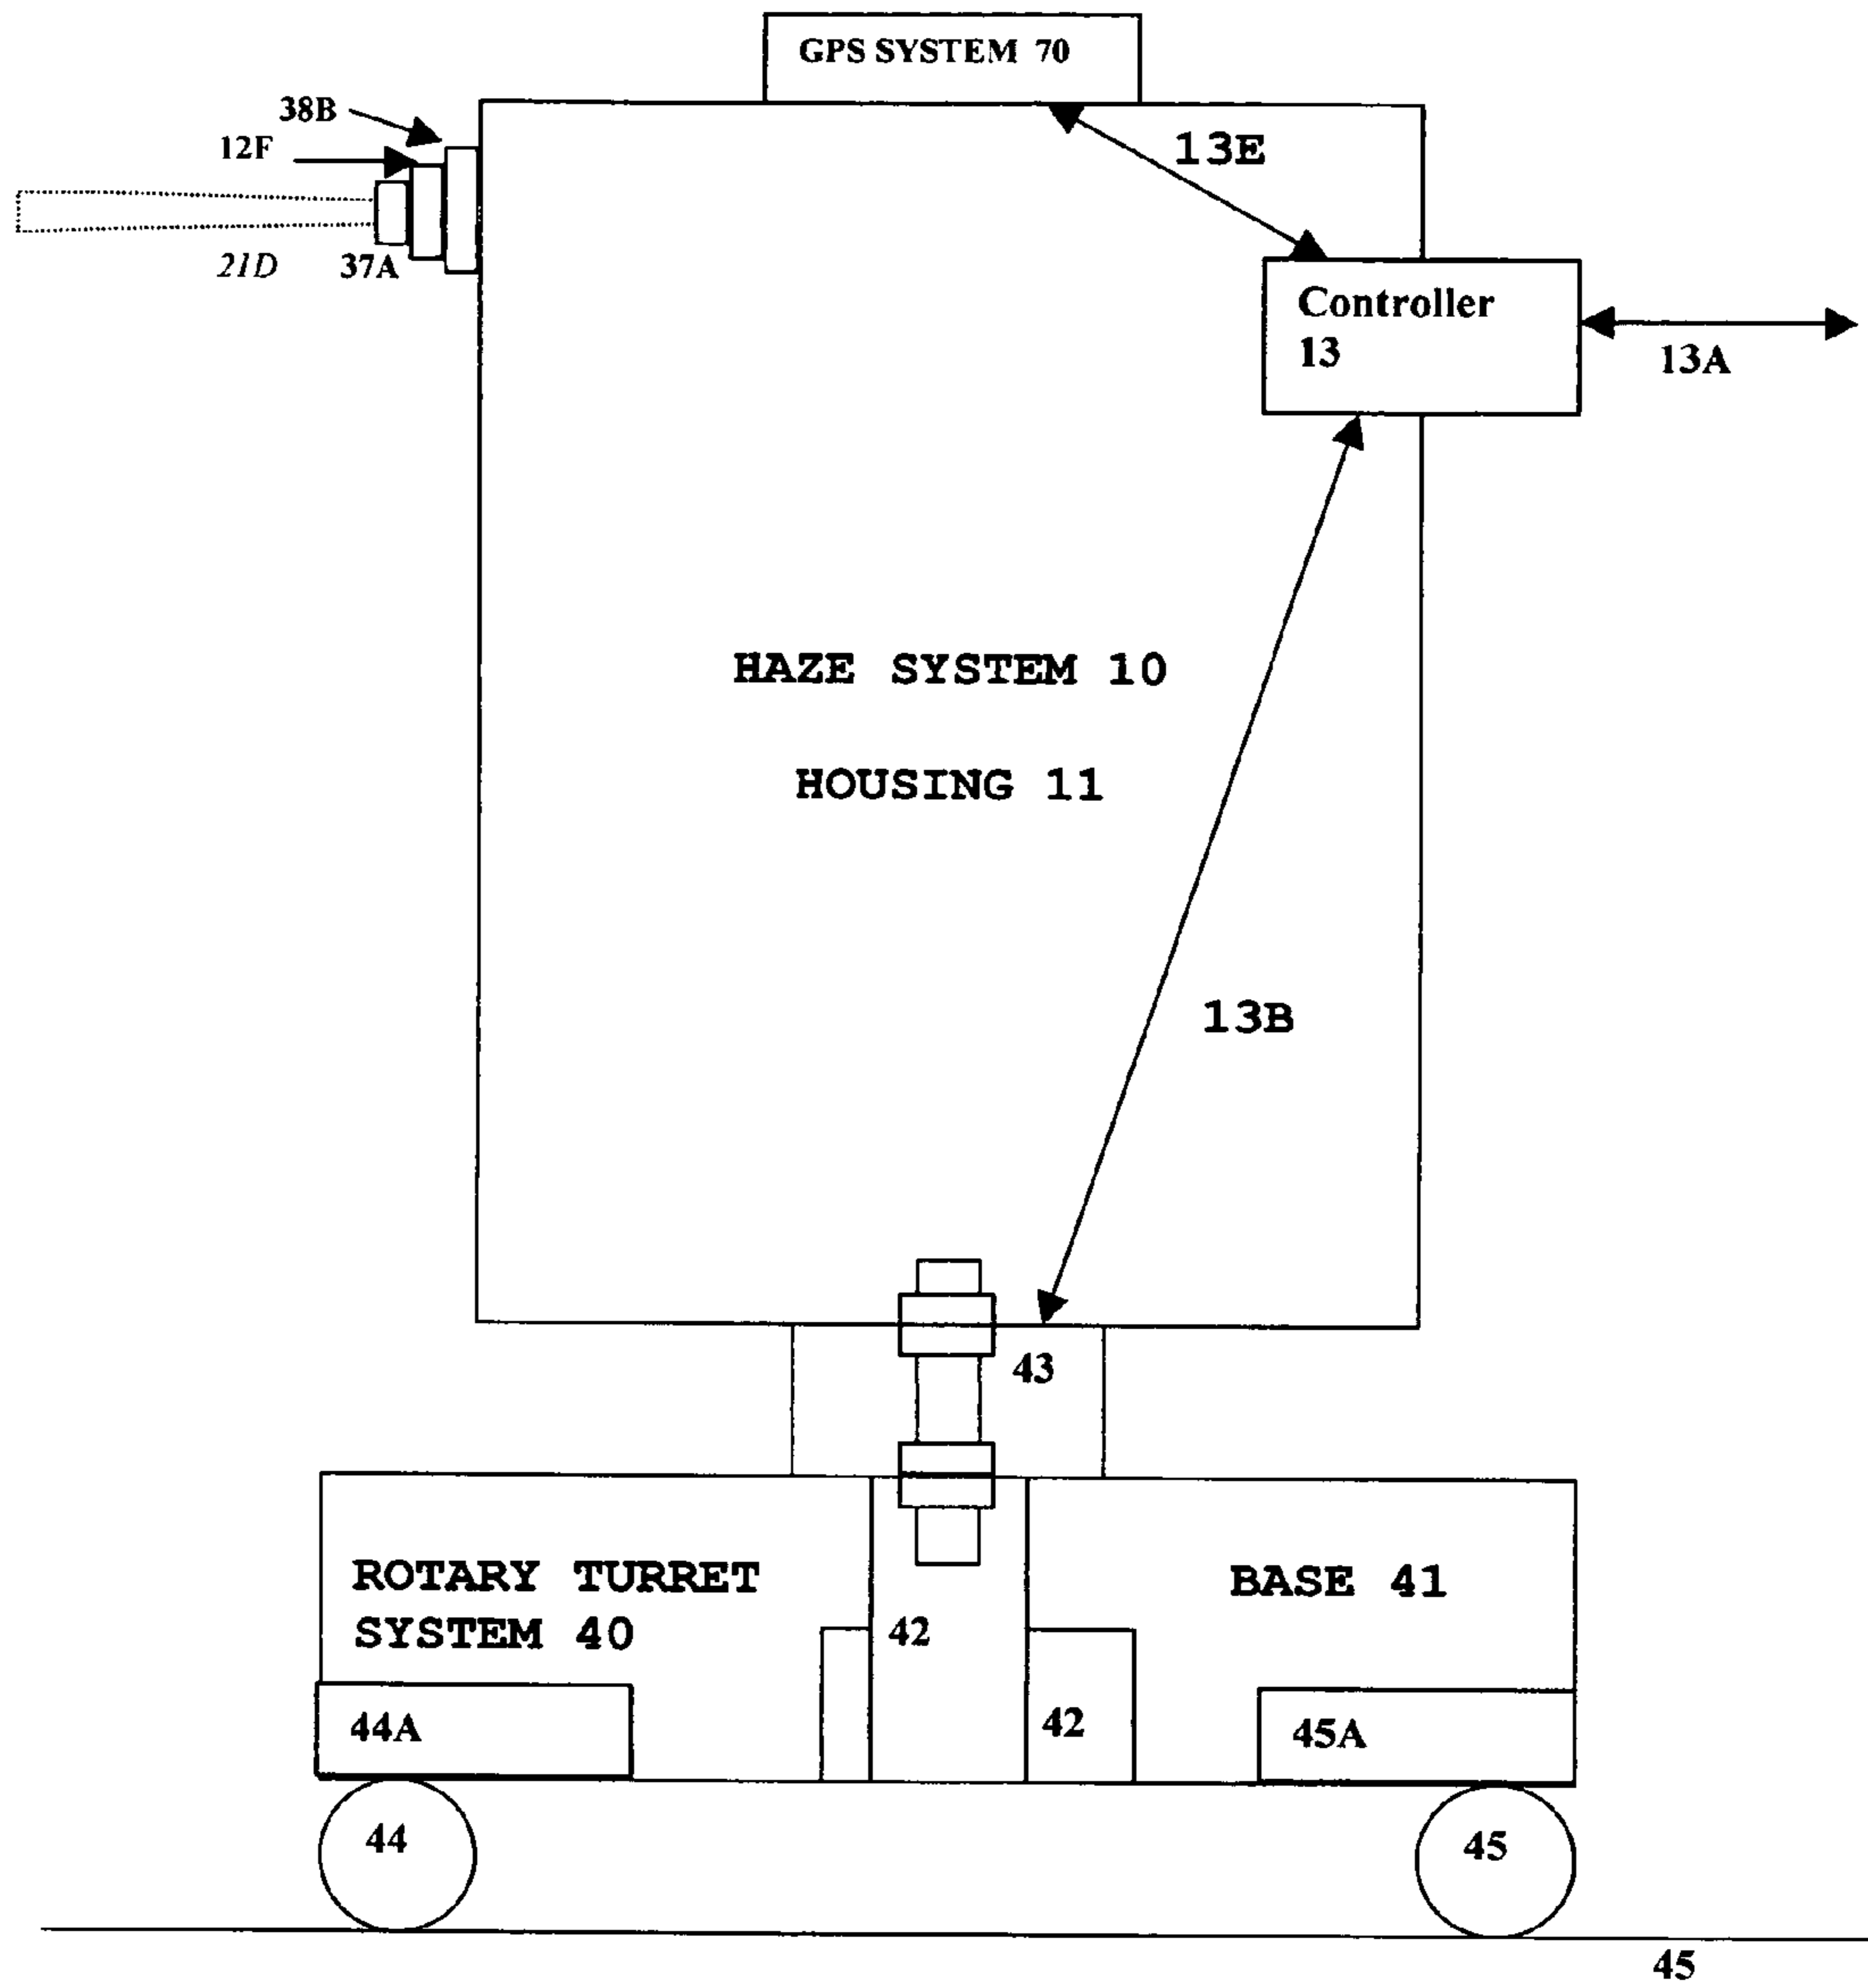 GPS SYSTEM 70
38B
12F
13E
21D
37A
Controller
13
13A
HAZE SYSTEM 10
HOUSING 11
13B
43
ROTARY TURRET
SYSTEM 40
BASE 41
42
42
44A
45A
44
45
45